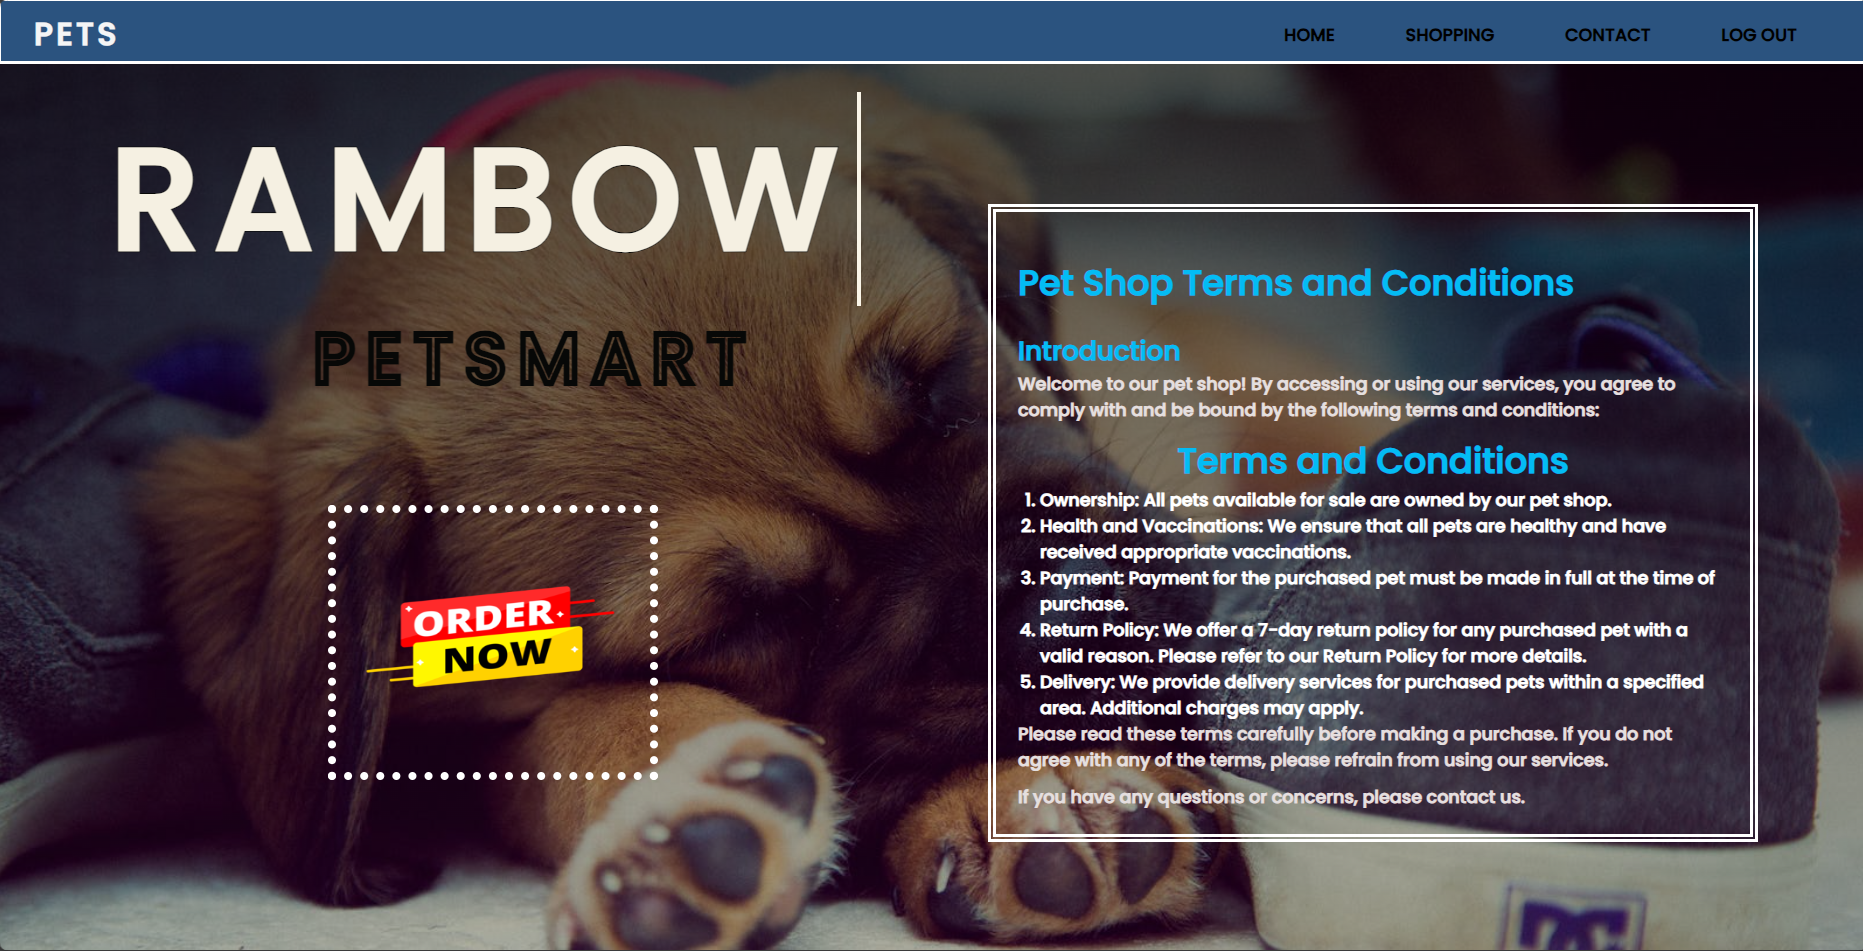 PETS
HOME SHOPPING CONTACT LOG OUT
RAMBOW
PETSMART
ORDER
NOW
Pet Shop Terms and Conditions
Introduction
Welcome to our pet shop! By accessing or using our services, you agree to
comply with and be bound by the following terms and conditions:
Terms and Conditions
1. Ownership: All pets available for sale are owned by our pet shop.
2. Health and Vaccinations: We ensure that all pets are healthy and have
received appropriate vaccinations.
3. Payment: Payment for the purchased pet must be made in full at the time of
purchase.
4. Return Policy: We offer a 7-day return policy for any purchased pet with a
valid reason. Please refer to our Return Policy for more details.
5. Delivery: We provide delivery services for purchased pets within a specified
area. Additional charges may apply.
Please read these terms carefully before making a purchase. If you do not
agree with any of the terms, please refrain from using our services.
If you have any questions or concerns, please contact us.